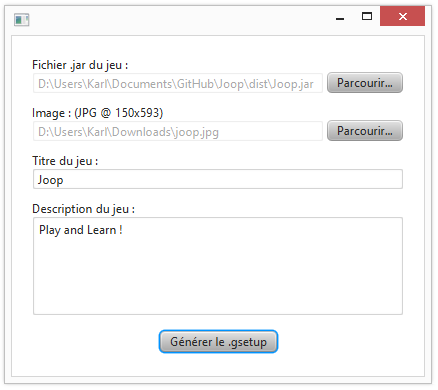 Fichier .jar du jeu :
D:\Users\Karl\Documents\GitHub\Joop\dist\Joop.jar Parcourir...
Image : (JPG @ 150x593)
D:\Users\Karl\Downloads\joop.jpg Parcourir...
Titre du jeu :
Joop
Description du jeu :
Play and Learn !
Générer le .gsetup